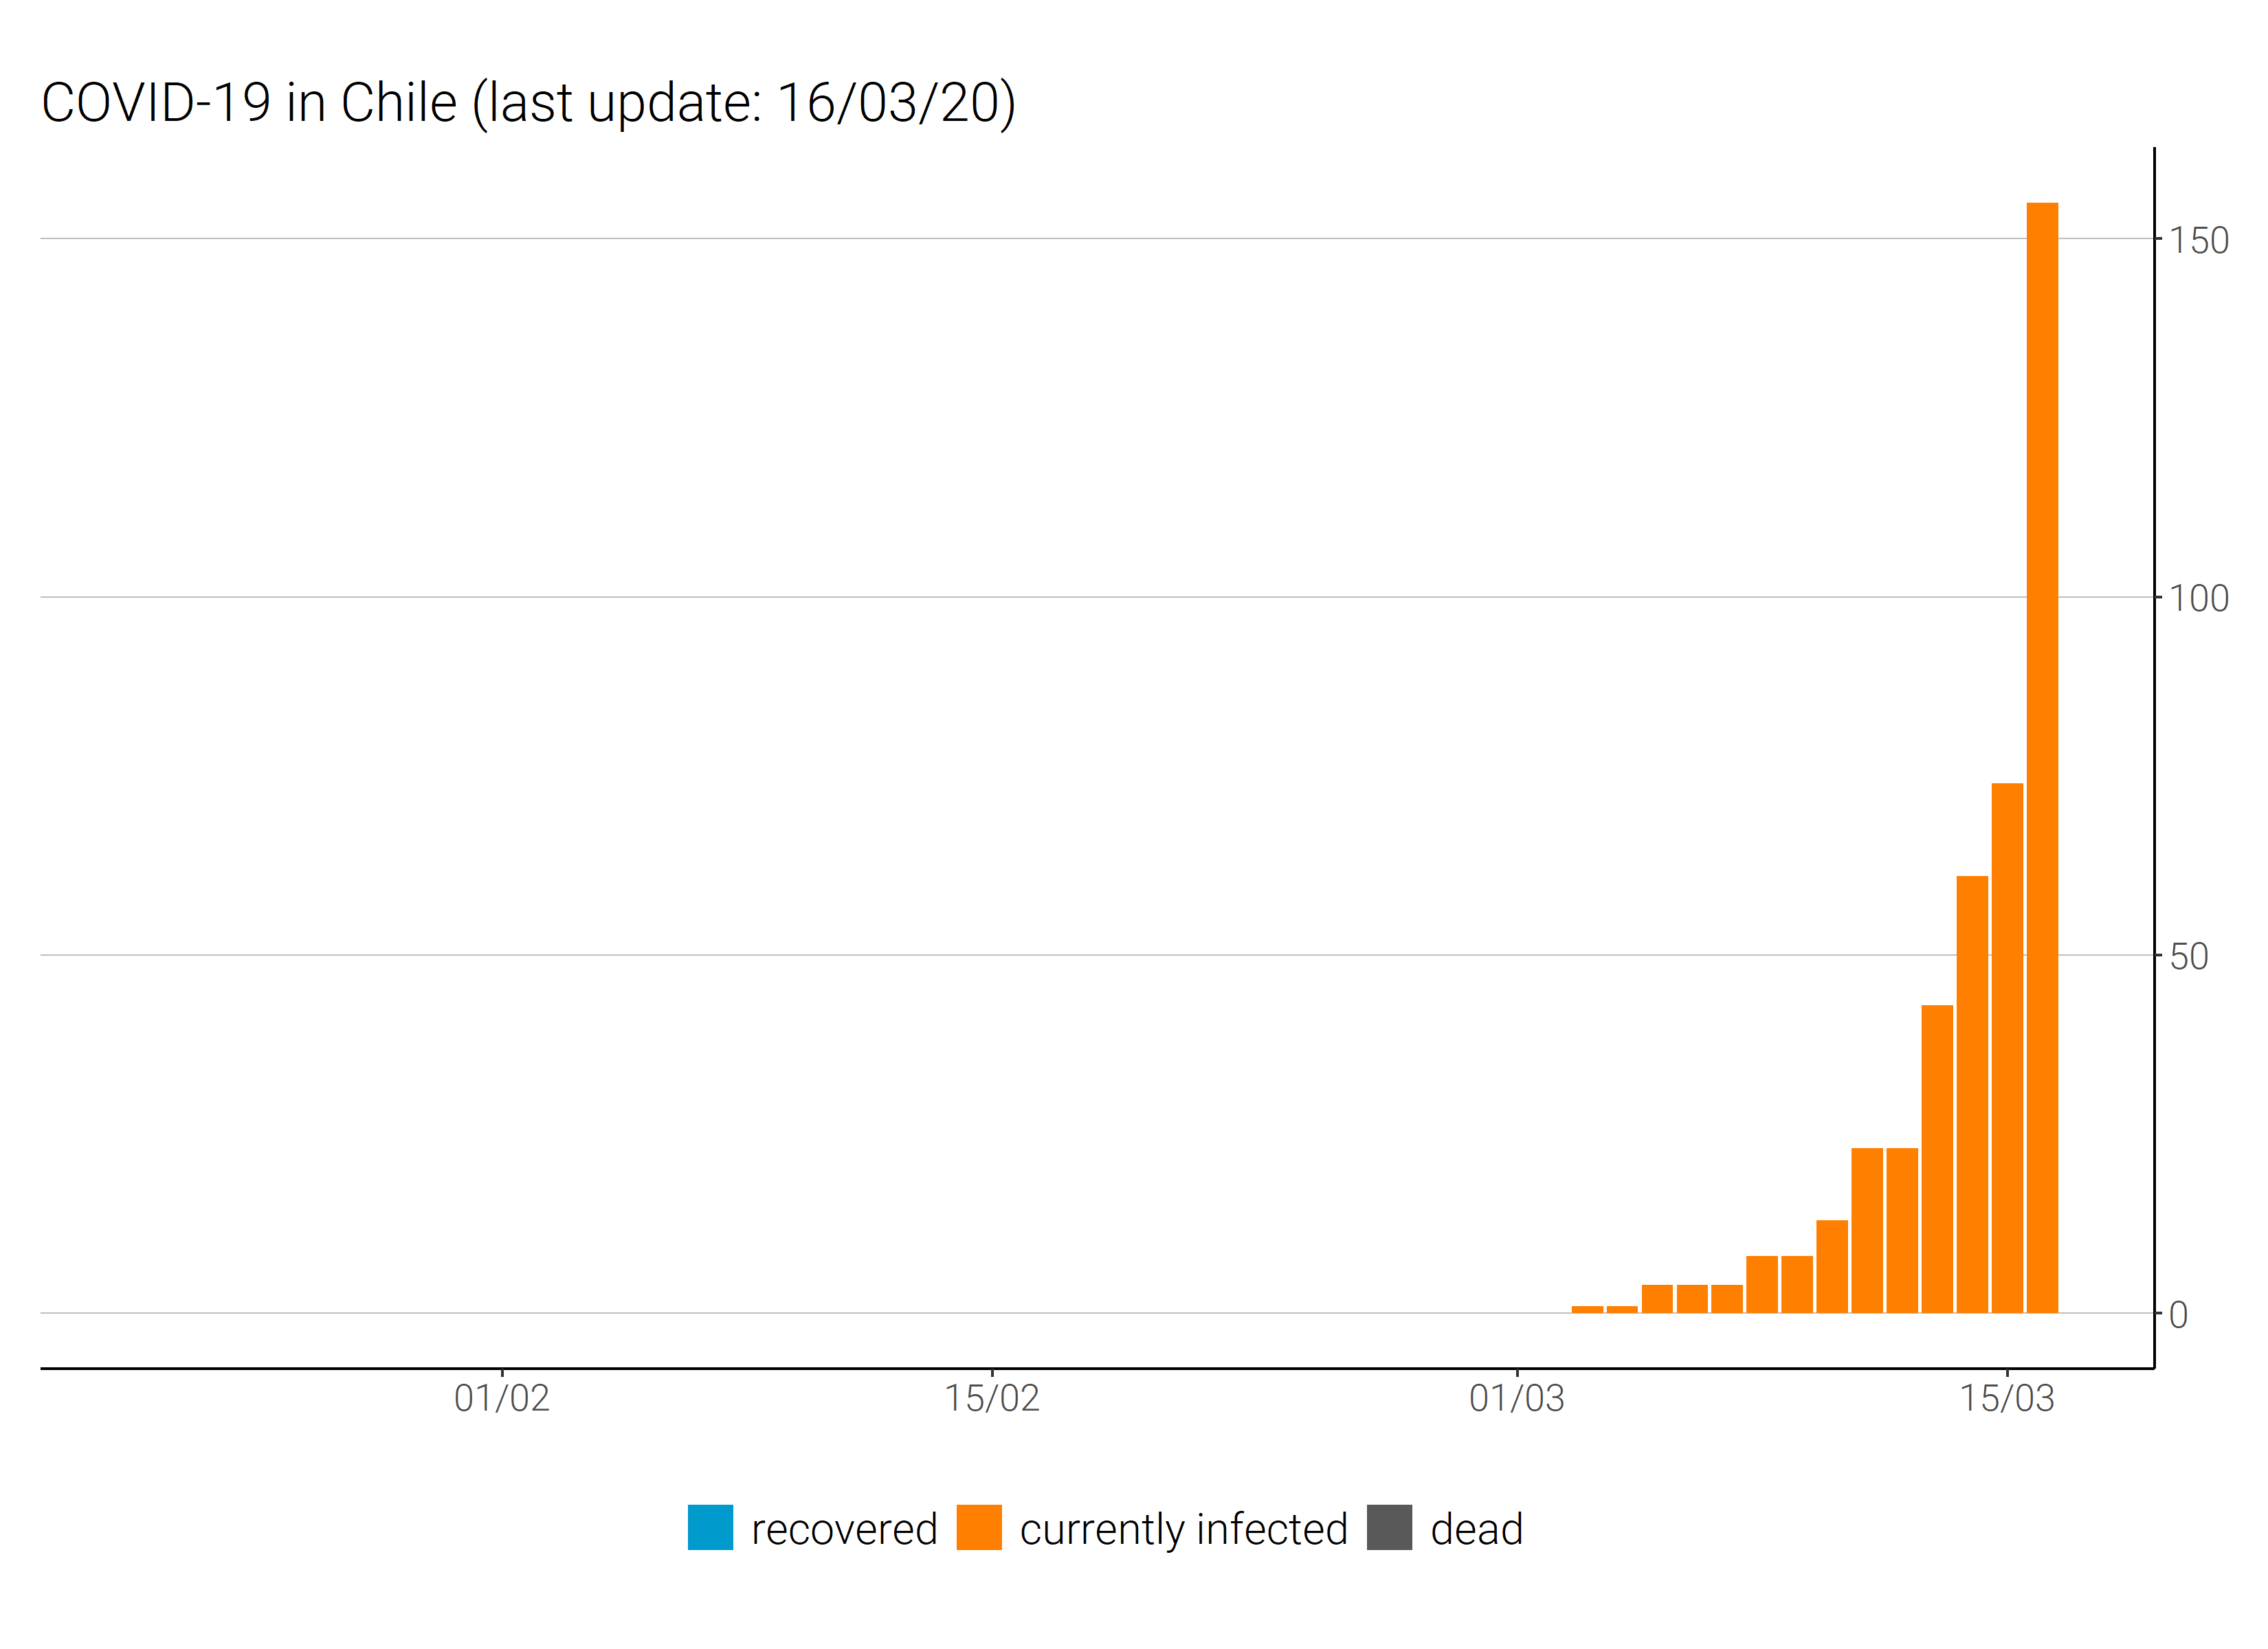 COVID-19 in Chile (last update: 16/03/20)
150
100
50
0
01/02 15/02 01/03 15/03
recovered currently infected dead